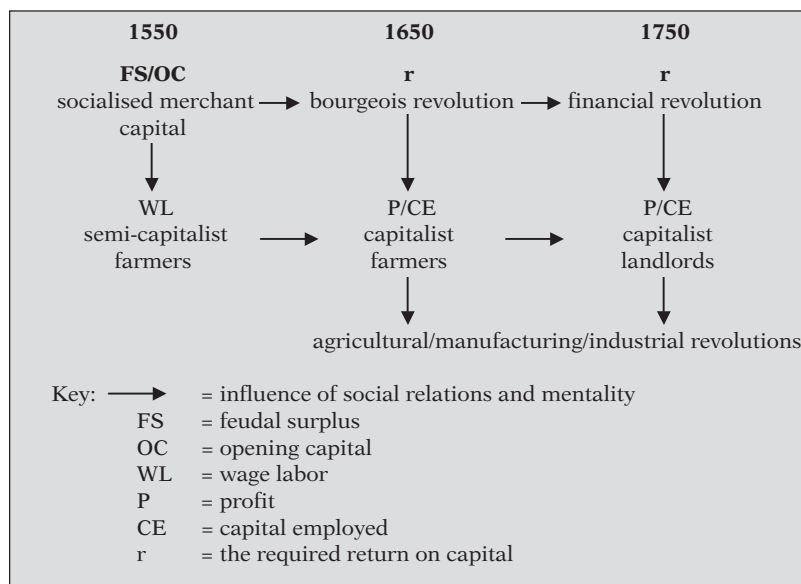 1550 1650 1750
FS/OC r r
socialised merchant bourgeois revolution financial revolution
capital
WL P/CE P/CE
semi-capitalist capitalist capitalist
farmers farmers landlords
agricultural/manufacturing/industrial revolutions
Key: = influence of social relations and mentality
FS = feudal surplus
OC = opening capital
WL = wage labor
P = profit
CE = capital employed
r = the required return on capital